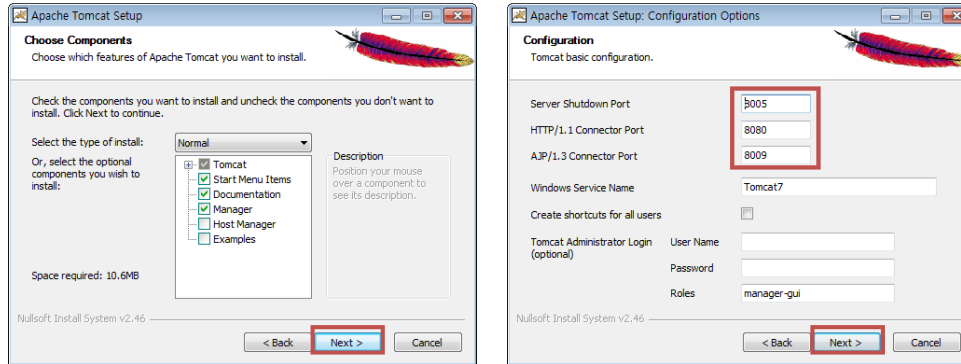 Apache Tomcat Setup
Choose Components
Choose which features of Apache Tomcat you want to install.
Check the components you want to install and uncheck the components you don't want to
install. Click Next to continue.
Select the type of install:
Normal
Or, select the optional
components you wish to
install:
Tomcat
Start Menu Items
Documentation
Manager
Host Manager
Examples
Description
Position your mouse
over a component to
see its description.
Space required: 10.6MB
Nullsoft Install System v2.46
< Back
Next >
Cancel
Apache Tomcat Setup: Configuration Options
Configuration
Tomcat basic configuration.
Server Shutdown Port
8005
HTTP/1.1 Connector Port
8080
AJP/1.3 Connector Port
8009
Windows Service Name
Tomcat7
Create shortcuts for all users
Tomcat Administrator Login
(optional)
User Name
Password
Roles
manager-gui
Nullsoft Install System v2.46
< Back
Next >
Cancel